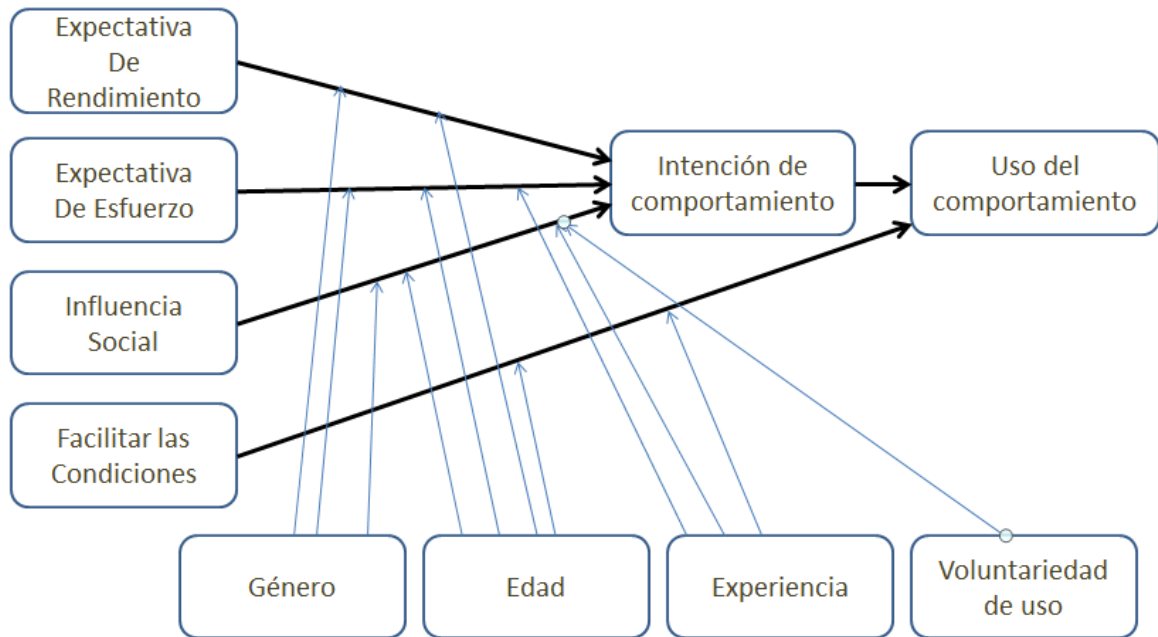 Expectativa
De
Rendimiento
Expectativa
De Esfuerzo
Influencia
Social
Facilitar las
Condiciones
Intención de
comportamiento
Uso del
comportamiento
Género
Edad
Experiencia
Voluntariedad
de uso